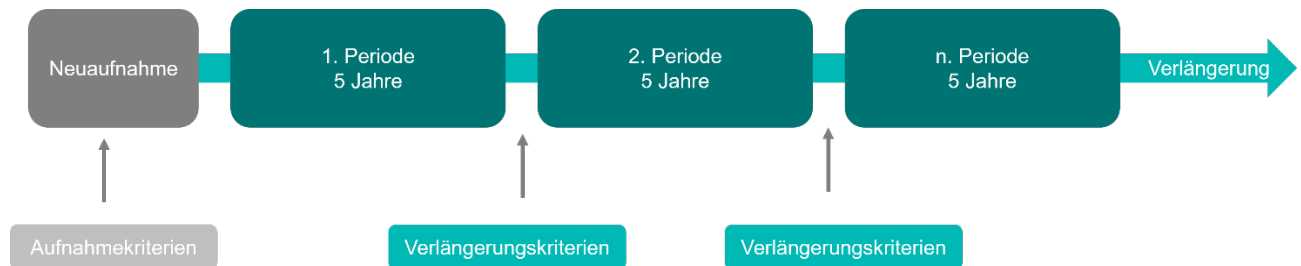 Neuaufnahme
1. Periode
5 Jahre
2. Periode
5 Jahre
n. Periode
5 Jahre
Verlängerung
Aufnahmekriterien
Verlängerungskriterien
Verlängerungskriterien